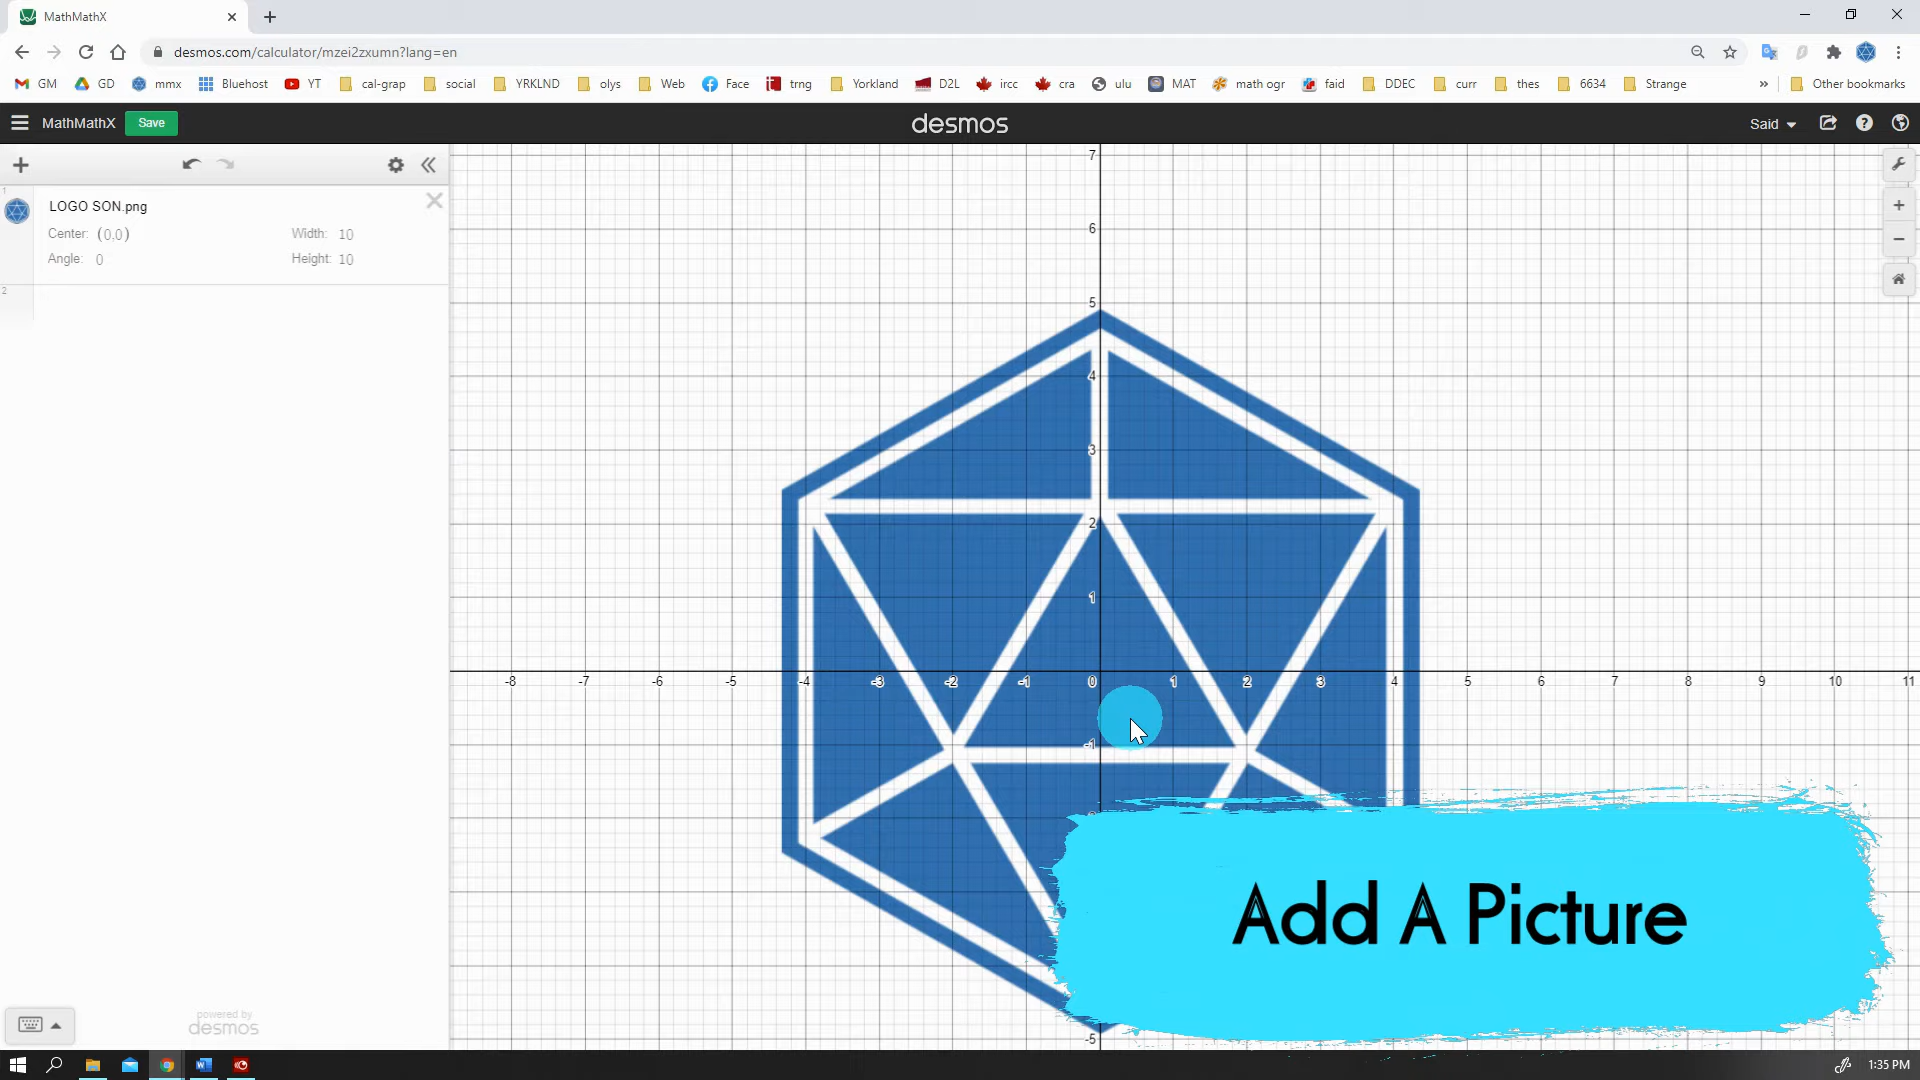 MathMathX
desmos.com/calculator/mzei2zxumn?lang=en
GM GD mmx Bluehost YT cal-grap social YRKLND olys Web Face trng Yorkland D2L ircc cra ulu MAT math ogr faid DDEC curr thes 6634 Strange » Other bookmarks
MathMathX Save desmos Said
1
LOGO SON.png
Center: (0,0) Width: 10
Angle: 0 Height: 10
2
7
6
5
4
3
2
1
-8 -7 -6 -5 -4 -3 -2 -1 0 1 2 3 4 5 6 7 8 9 10 11
-1
-5
Add A Picture
powered by
desmos
1:35 PM